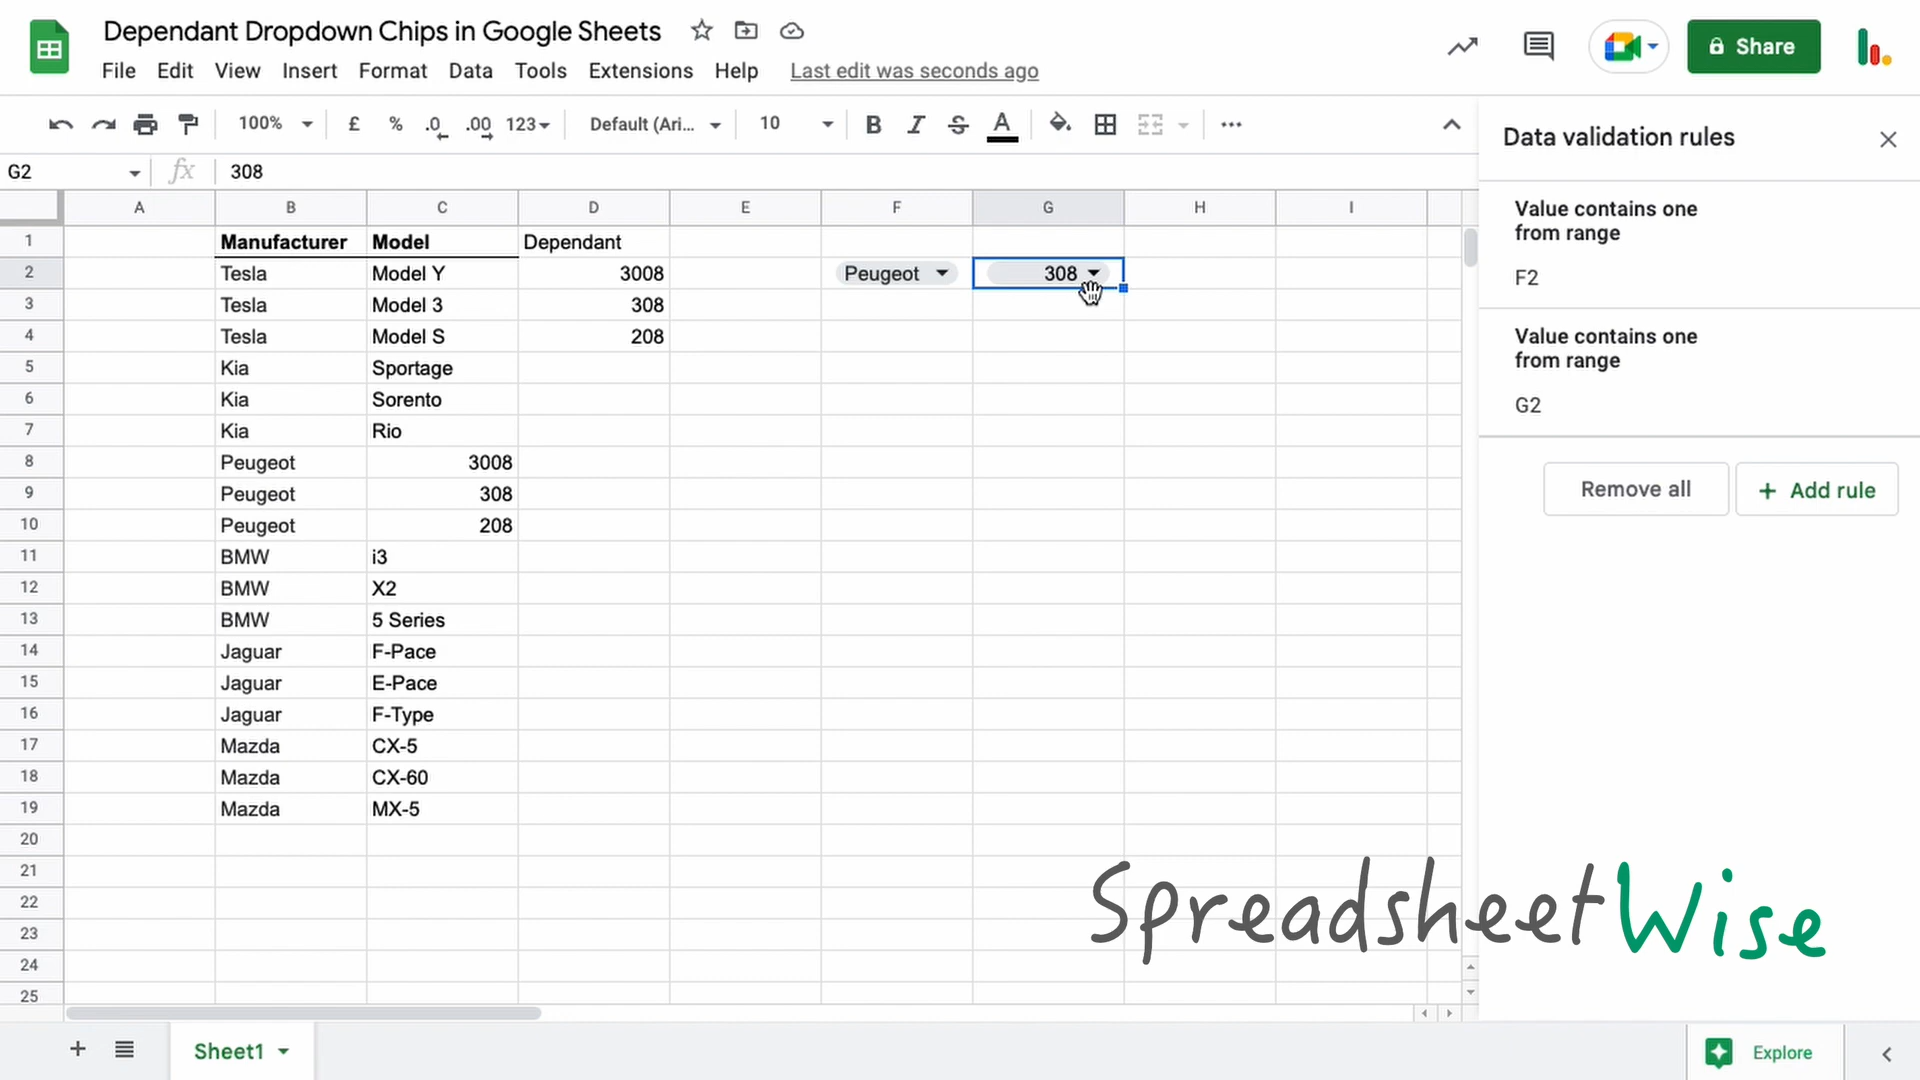 Dependant Dropdown Chips in Google Sheets
File Edit View Insert Format Data Tools Extensions Help Last edit was seconds ago
Share
100% £ % .0 .00 123 Default (Ari... 10 B I S A
G2 fx 308
A B C D E F G H I
1 Manufacturer Model Dependant
2 Tesla Model Y 3008 Peugeot 308
3 Tesla Model 3 308
4 Tesla Model S 208
5 Kia Sportage
6 Kia Sorento
7 Kia Rio
8 Peugeot 3008
9 Peugeot 308
10 Peugeot 208
11 BMW i3
12 BMW X2
13 BMW 5 Series
14 Jaguar F-Pace
15 Jaguar E-Pace
16 Jaguar F-Type
17 Mazda CX-5
18 Mazda CX-60
19 Mazda MX-5
20
21
22
23
24
25
Data validation rules
Value contains one
from range
F2
Value contains one
from range
G2
Remove all + Add rule
SpreadsheetWise
Sheet1
Explore